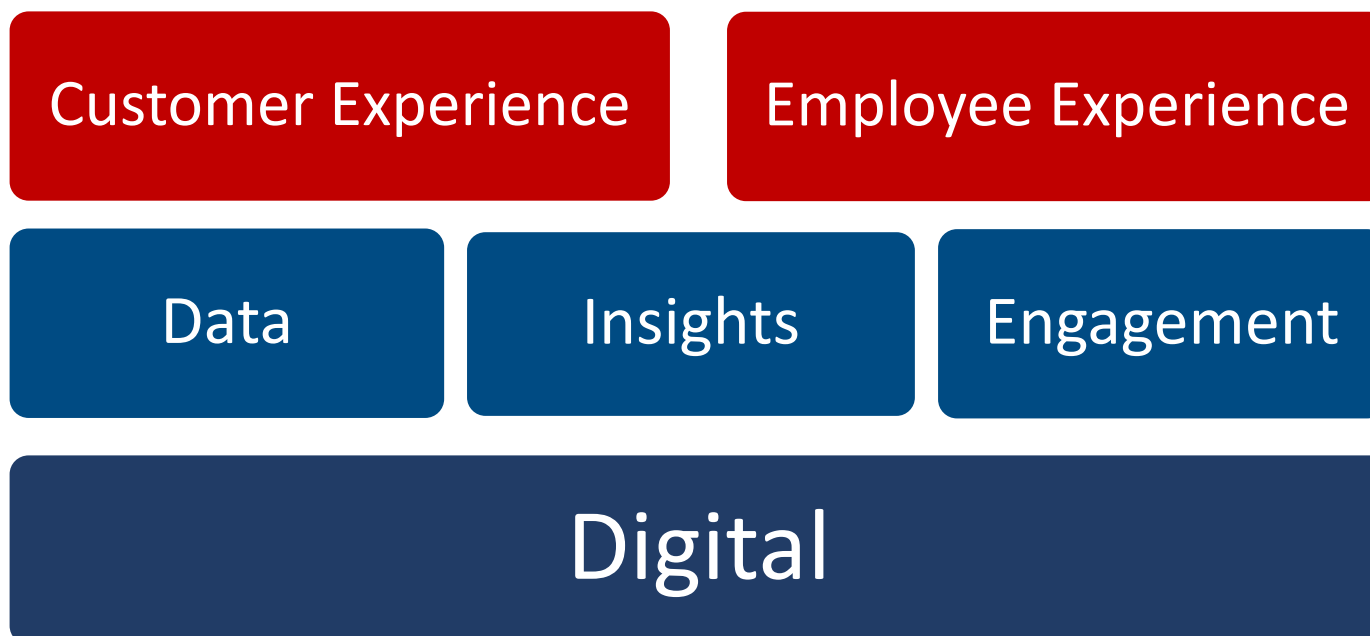 Customer Experience
Employee Experience
Data
Insights
Engagement
Digital